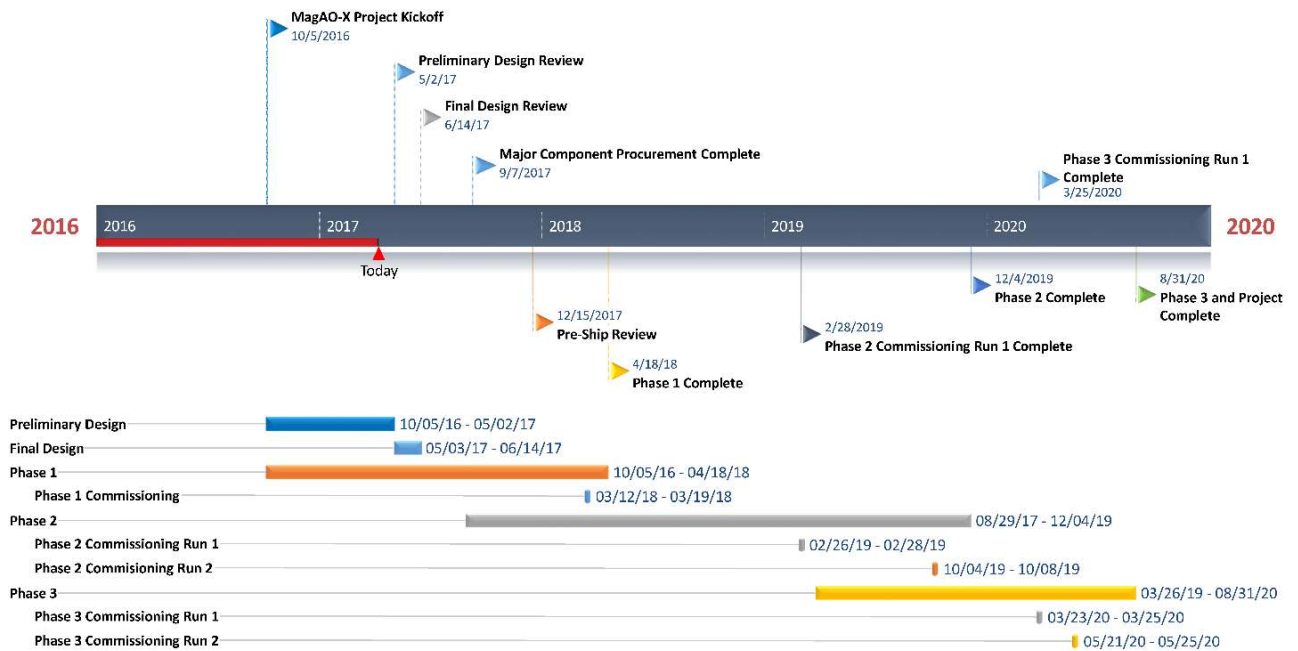 MagAO-X Project Kickoff
10/5/2016
Preliminary Design Review
5/2/17
Final Design Review
6/14/17
Major Component Procurement Complete
9/7/2017
Phase 3 Commissioning Run 1
Complete
3/25/2020
2016
2016
2017
2018
2019
2020
2020
Today
12/15/2017
Pre-Ship Review
4/18/18
Phase 1 Complete
2/28/2019
Phase 2 Commissioning Run 1 Complete
12/4/2019
Phase 2 Complete
8/31/20
Phase 3 and Project
Complete
Preliminary Design 10/05/16 - 05/02/17
Final Design 05/03/17 - 06/14/17
Phase 1 10/05/16 - 04/18/18
Phase 1 Commissioning 03/12/18 - 03/19/18
Phase 2 08/29/17 - 12/04/19
Phase 2 Commissioning Run 1 02/26/19 - 02/28/19
Phase 2 Commisioning Run 2 10/04/19 - 10/08/19
Phase 3 03/26/19 - 08/31/20
Phase 3 Commissioning Run 1 03/23/20 - 03/25/20
Phase 3 Commissioning Run 2 05/21/20 - 05/25/20